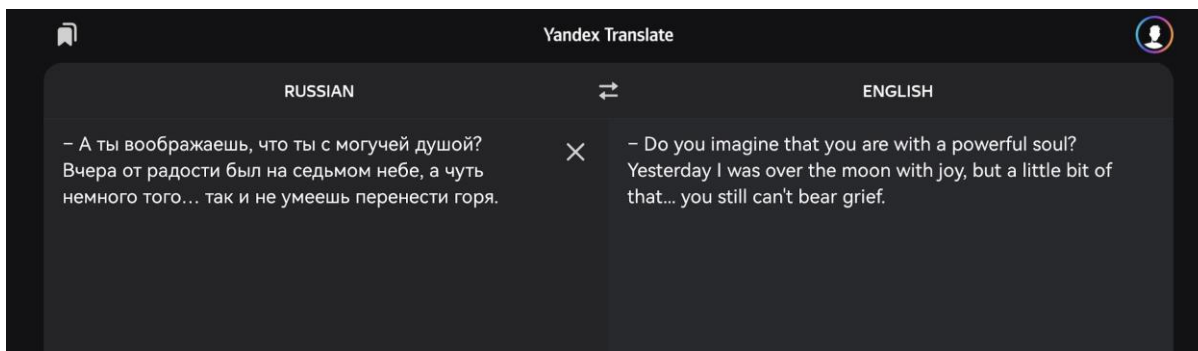 Yandex Translate
RUSSIAN
ENGLISH
– А ты воображаешь, что ты с могучей душой?
Вчера от радости был на седьмом небе, а чуть
немного того… так и не умеешь перенести горя.
– Do you imagine that you are with a powerful soul?
Yesterday I was over the moon with joy, but a little bit of
that... you still can't bear grief.